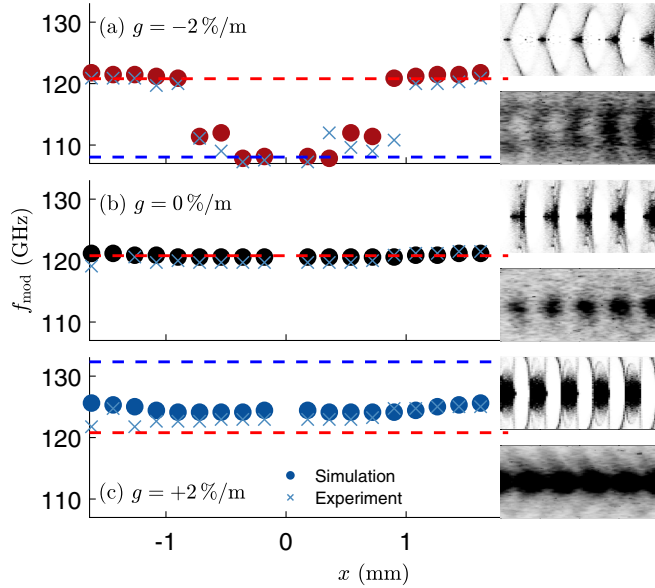 130
(a) g = −2 %/m
120
110
130
(b) g = 0 %/m
120
110
f_mod (GHz)
130
120
110
(c) g = +2 %/m
Simulation
Experiment
-1
0
1
x (mm)